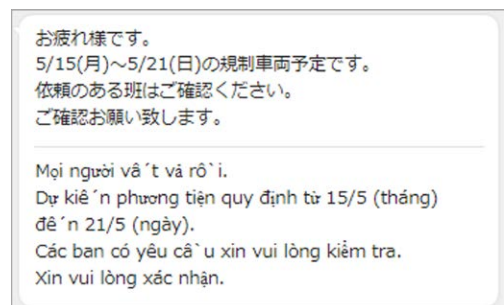 お疲れ様です。
5/15(月)～5/21(日)の規制車両予定です。
依頼のある班はご確認ください。
ご確認お願い致します。
Mọi người vâ´t vả rồ`i.
Dự kiê´n phương tiện quy định từ 15/5 (tháng)
đê´n 21/5 (ngày).
Các ban có yêu câ`u xin vui lòng kiểm tra.
Xin vui lòng xác nhận.